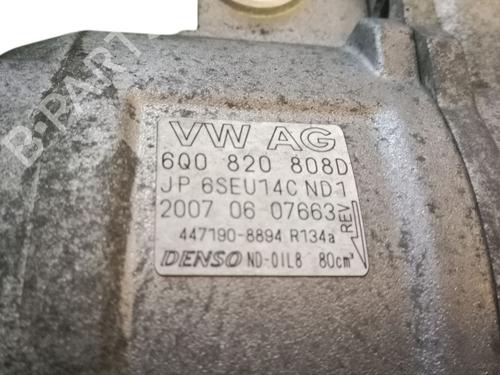 VW AG
6Q0 820 808D
JP 6SEU14C ND1
2007 06 07663
REV
447190-8894 R134a
DENSO ND-OIL8 80cm³
B-PARTS